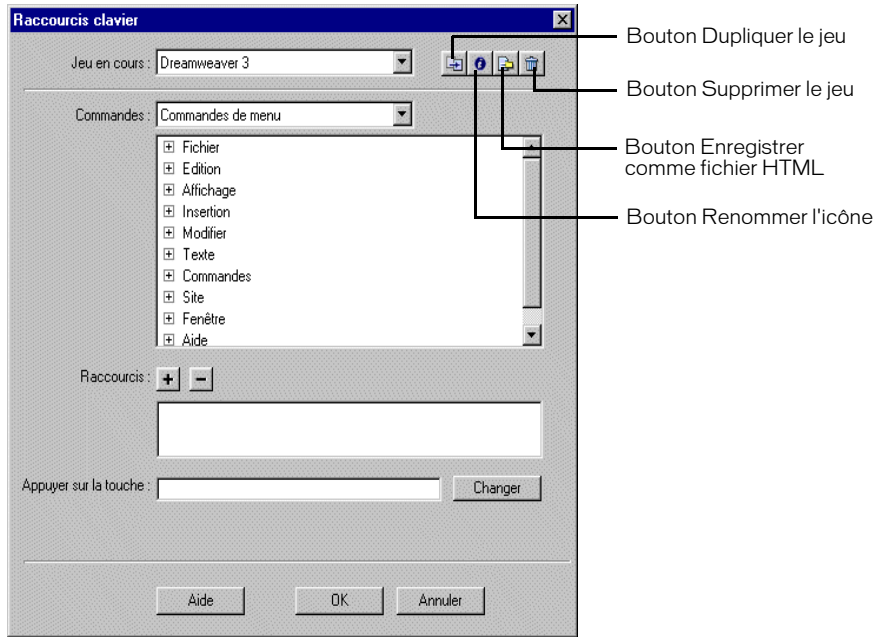 Raccourcis clavier
Jeu en cours : Dreamweaver 3
Bouton Dupliquer le jeu
Bouton Supprimer le jeu
Commandes : Commandes de menu
Bouton Enregistrer
comme fichier HTML
Fichier
Edition
Affichage
Insertion
Bouton Renommer l'icône
Modifier
Texte
Commandes
Site
Fenêtre
Aide
Raccourcis :
Appuyer sur la touche :
Changer
Aide
OK
Annuler